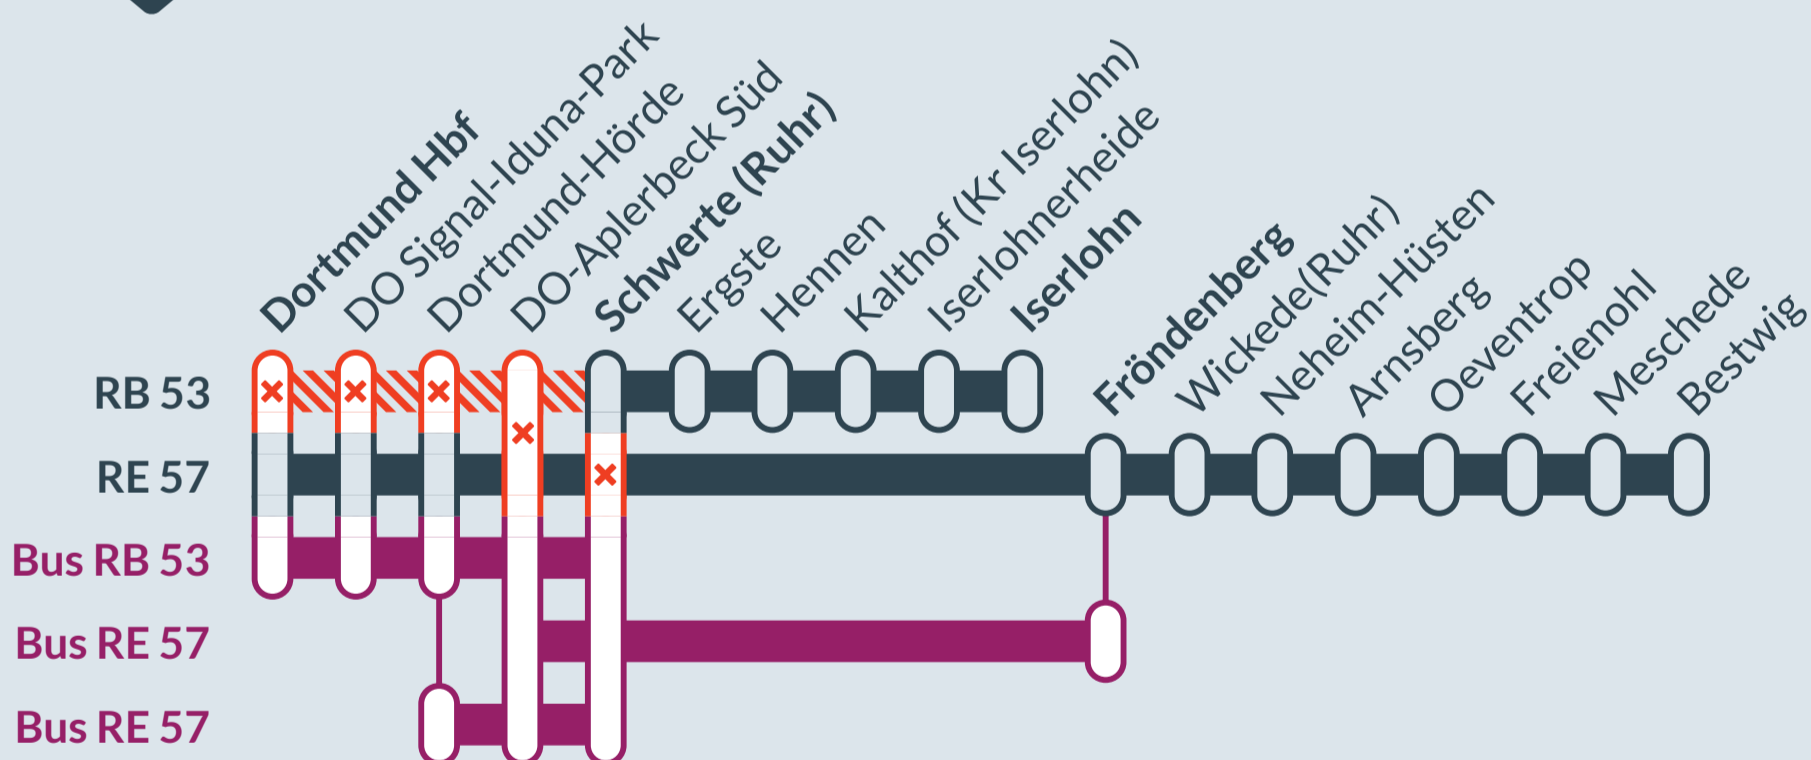 Dortmund Hbf
DO Signal-Iduna-Park
Dortmund-Hörde
DO-Aplerbeck Süd
Schwerte (Ruhr)
Ergste
Hennen
Kalthof (Kr Iserlohn)
Iserlohnerheide
Iserlohn
Fröndenberg
Wickede(Ruhr)
Neheim-Hüsten
Arnsberg
Oeventrop
Freienohl
Meschede
Bestwig
RB 53
RE 57
Bus RB 53
Bus RE 57
Bus RE 57